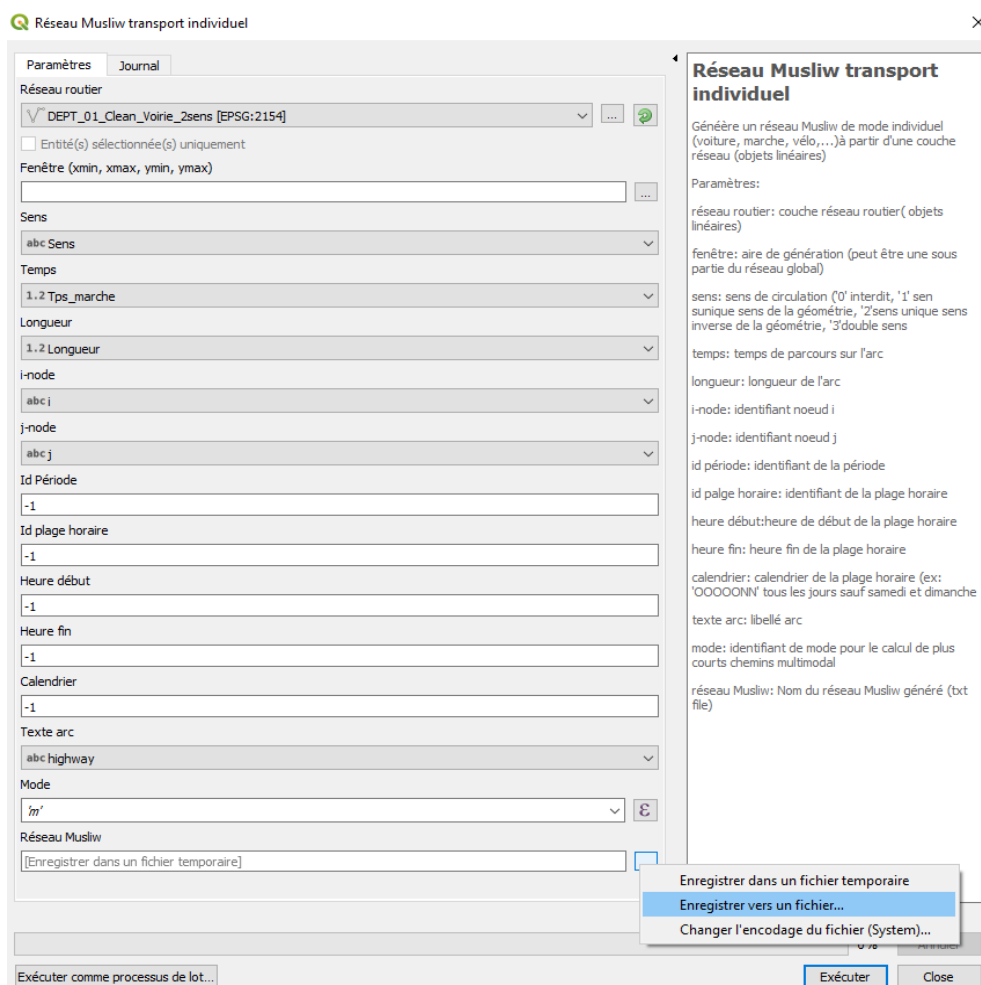 Réseau Musliw transport individuel
Paramètres
Journal
Réseau routier
DEPT_01_Clean_Voirie_2sens [EPSG:2154]
...
Entité(s) sélectionnée(s) uniquement
Fenêtre (xmin, xmax, ymin, ymax)
...
Sens
abc Sens
Temps
1.2 Tps_marche
Longueur
1.2 Longueur
i-node
abc i
j-node
abc j
Id Période
-1
Id plage horaire
-1
Heure début
-1
Heure fin
-1
Calendrier
-1
Texte arc
abc highway
Mode
'm'
ε
Réseau Musliw
[Enregistrer dans un fichier temporaire]
Enregistrer dans un fichier temporaire
Enregistrer vers un fichier...
Changer l'encodage du fichier (System)...
0%
Annuler
Exécuter comme processus de lot...
Exécuter
Close
Réseau Musliw transport
individuel
Génèère un réseau Musliw de mode individuel
(voiture, marche, vélo,...)à partir d'une couche
réseau (objets linéaires)
Paramètres:
réseau routier: couche réseau routier( objets
linéaires)
fenêtre: aire de génération (peut être une sous
partie du réseau global)
sens: sens de circulation ('0' interdit, '1' sen
sunique sens de la géométrie, '2'sens unique sens
inverse de la géométrie, '3'double sens
temps: temps de parcours sur l'arc
longueur: longueur de l'arc
i-node: identifiant noeud i
j-node: identifiant noeud j
id période: identifiant de la période
id palge horaire: identifiant de la plage horaire
heure début:heure de début de la plage horaire
heure fin: heure fin de la plage horaire
calendrier: calendrier de la plage horaire (ex:
'OOOOONN' tous les jours sauf samedi et dimanche
texte arc: libellé arc
mode: identifiant de mode pour le calcul de plus
courts chemins multimodal
réseau Musliw: Nom du réseau Musliw généré (txt
file)